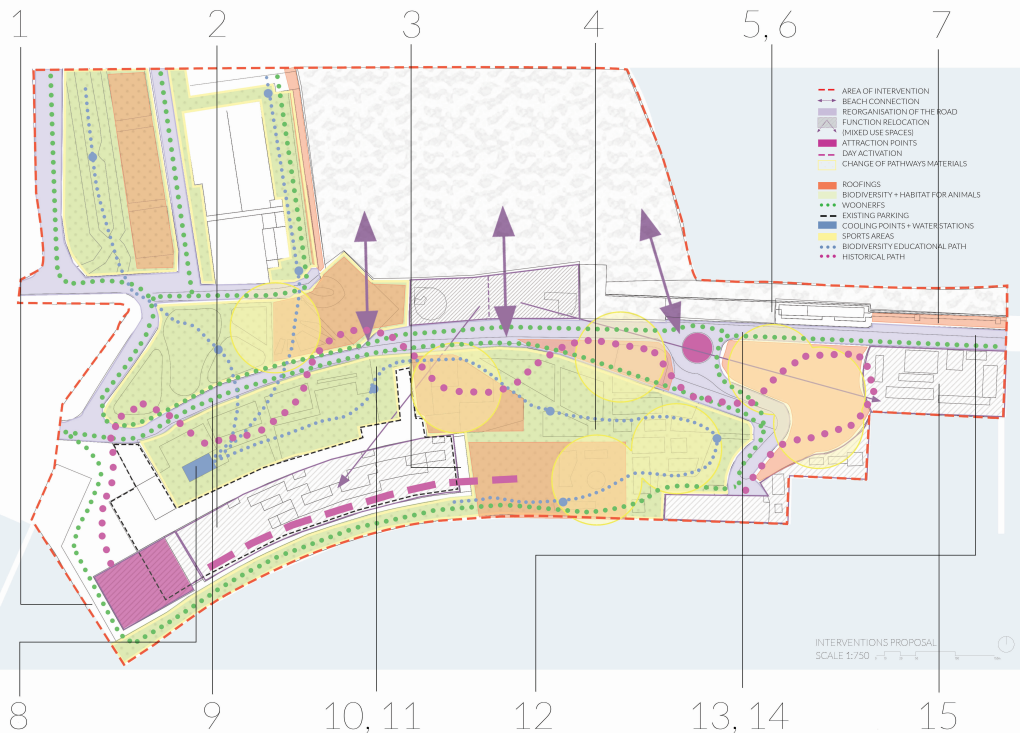 1
2
3
4
5, 6
7
AREA OF INTERVENTION
BEACH CONNECTION
REORGANISATION OF THE ROAD
FUNCTION RELOCATION
(MIXED USE SPACES)
ATTRACTION POINTS
DAY ACTIVATION
CHANGE OF PATHWAYS MATERIALS
ROOFINGS
BIODIVERSITY + HABITAT FOR ANIMALS
WOONERFS
EXISTING PARKING
COOLING POINTS + WATER STATIONS
SPORTS AREAS
BIODIVERSITY EDUCATIONAL PATH
HISTORICAL PATH
INTERVENTIONS PROPOSAL
SCALE 1:750
8
9
10, 11
12
13, 14
15